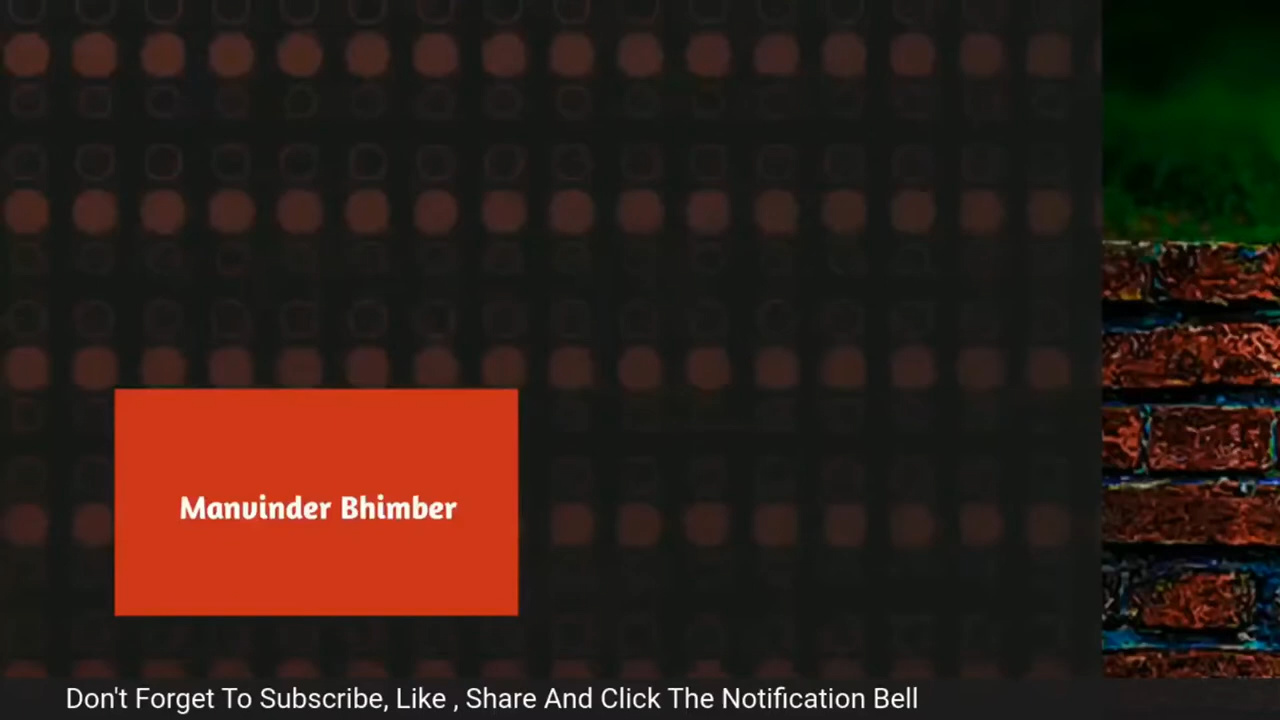 Manvinder Bhimber
Don't Forget To Subscribe, Like , Share And Click The Notification Bell